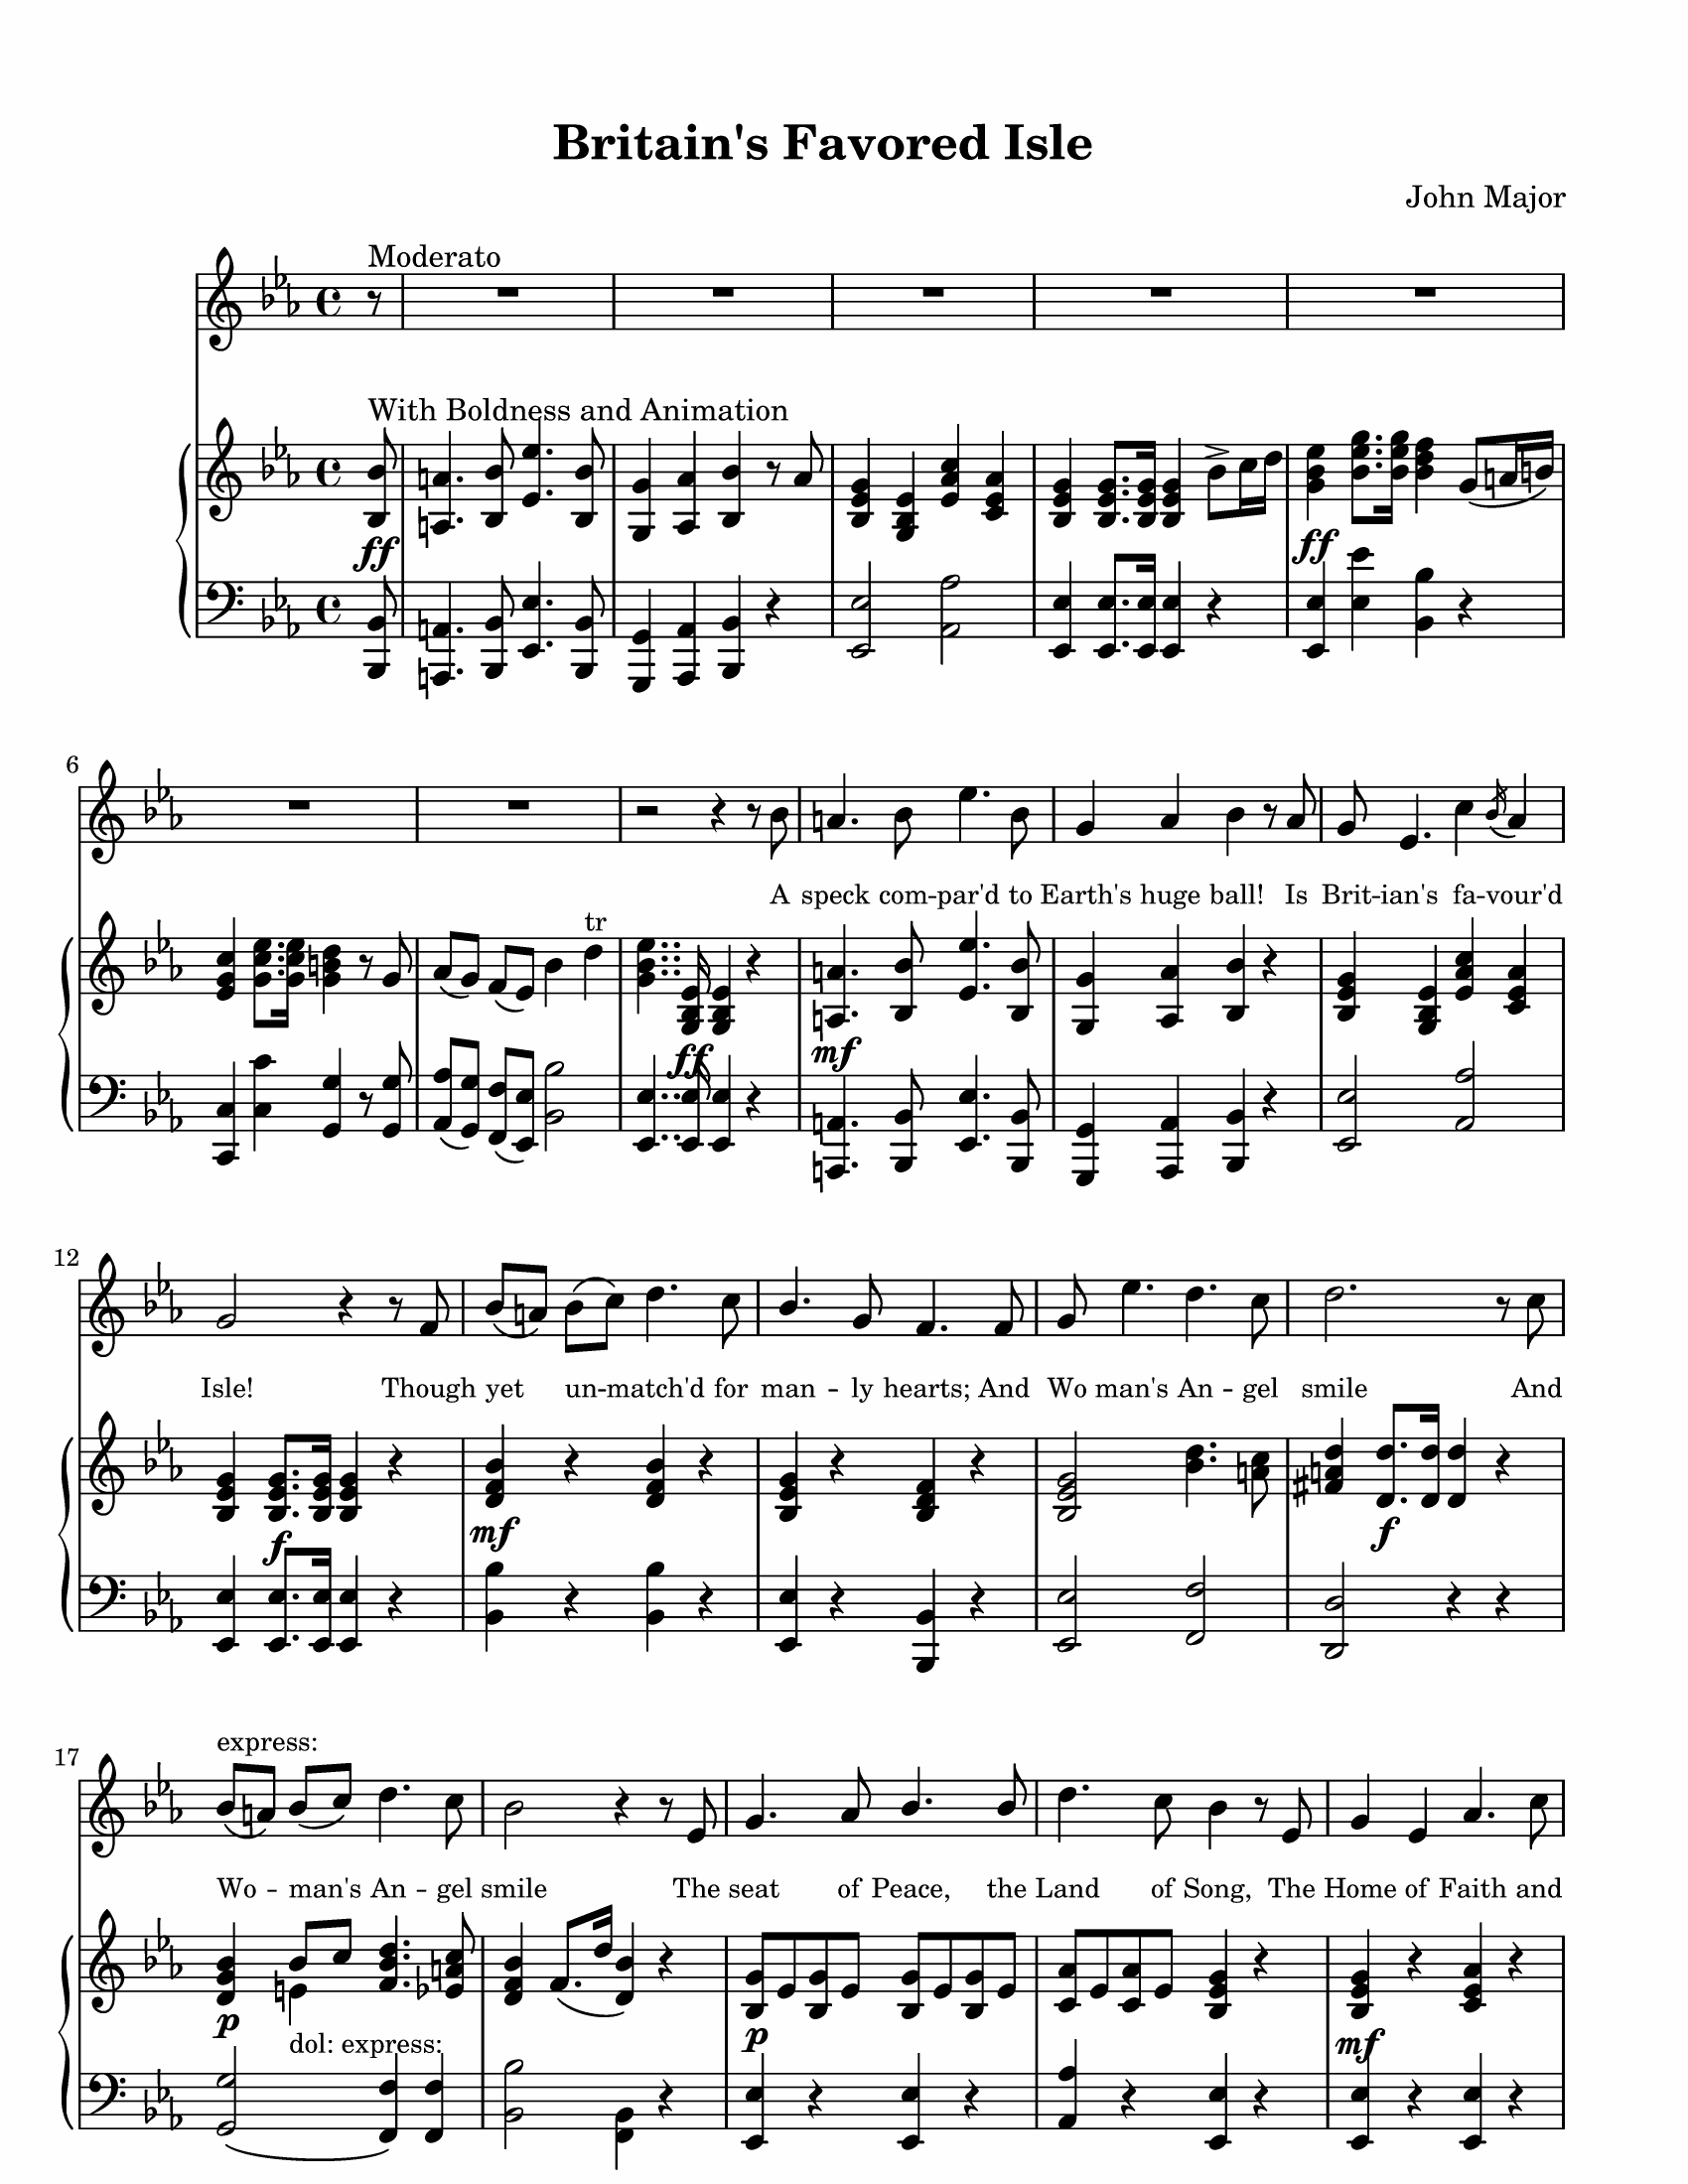 Britain's Favored Isle
John Major
Moderato
With Boldness and Animation
ff
ff
6
A speck com-par'd to Earth's huge ball! Is Brit-ian's fa-vour'd
tr
ff
mf
12
Isle! Though yet un-match'd for man - ly hearts; And Wo man's An - gel smile And
f
mf
f
17
express:
Wo - man's An - gel smile The seat of Peace, the Land of Song, The Home of Faith and
p
dol: express:
p
mf